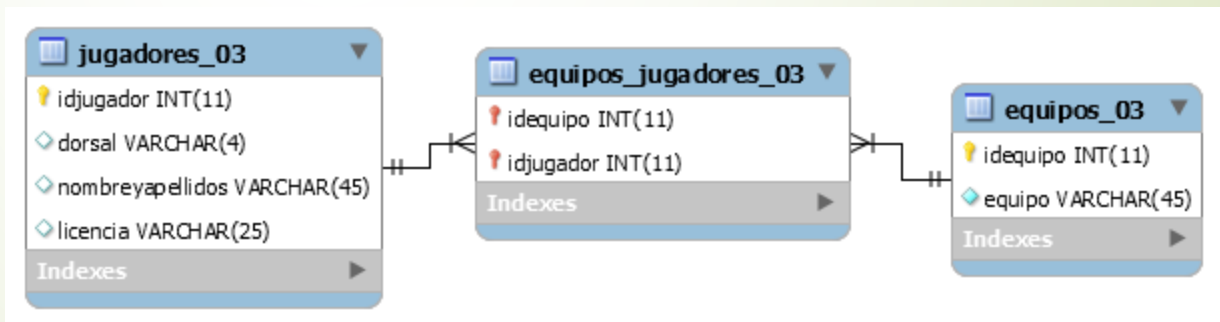 jugadores_03
idjugador INT(11)
dorsal VARCHAR(4)
nombreyapellidos VARCHAR(45)
licencia VARCHAR(25)
Indexes
equipos_jugadores_03
idequipo INT(11)
idjugador INT(11)
Indexes
equipos_03
idequipo INT(11)
equipo VARCHAR(45)
Indexes